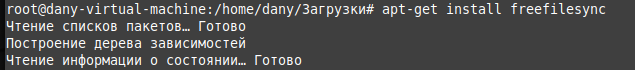 root@dany-virtual-machine:/home/dany/Загрузки# apt-get install freefilesync
Чтение списков пакетов… Готово
Построение дерева зависимостей
Чтение информации о состоянии… Готово